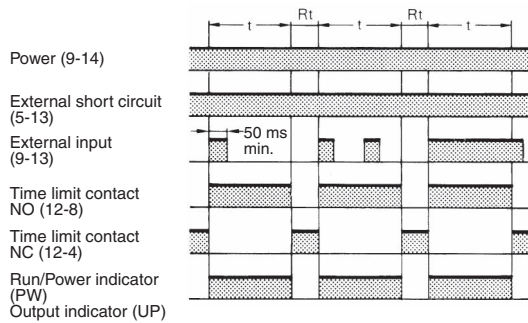 t Rt t Rt t
Power (9-14)
External short circuit
(5-13)
External input
(9-13)
50 ms
min.
Time limit contact
NO (12-8)
Time limit contact
NC (12-4)
Run/Power indicator
(PW)
Output indicator (UP)